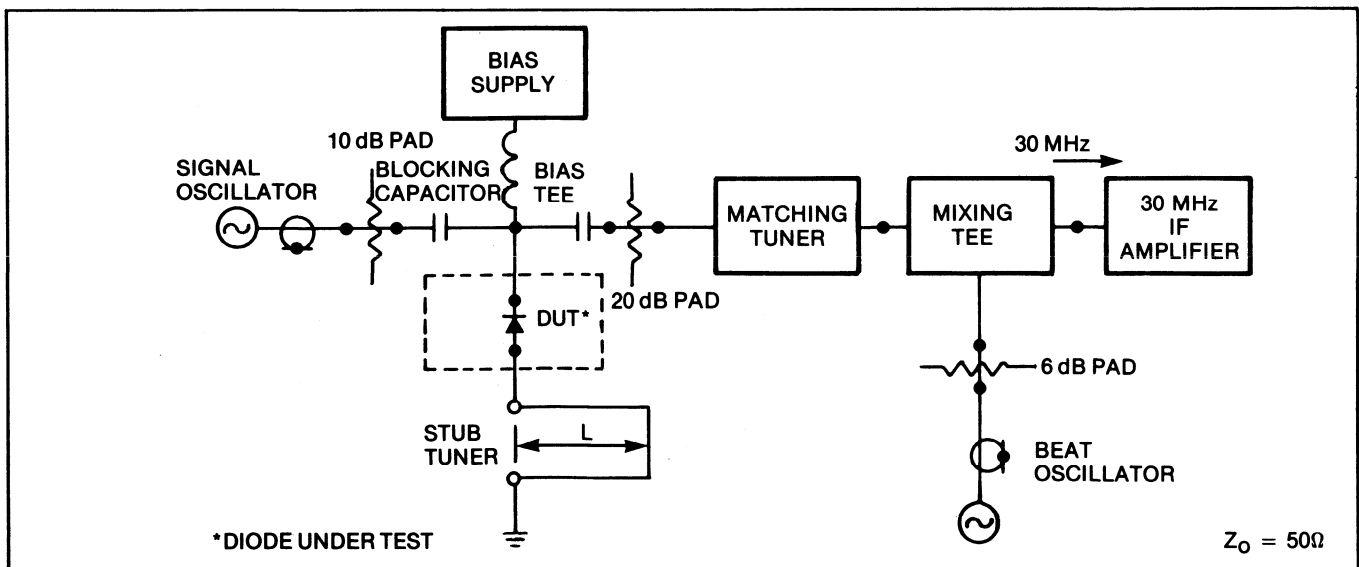 BIAS
SUPPLY
10 dB PAD
30 MHz
SIGNAL
OSCILLATOR
BLOCKING
CAPACITOR
BIAS
TEE
MATCHING
TUNER
MIXING
TEE
30 MHz
IF
AMPLIFIER
20 dB PAD
DUT*
6 dB PAD
STUB
TUNER
L
BEAT
OSCILLATOR
*DIODE UNDER TEST
Z₀ = 50Ω